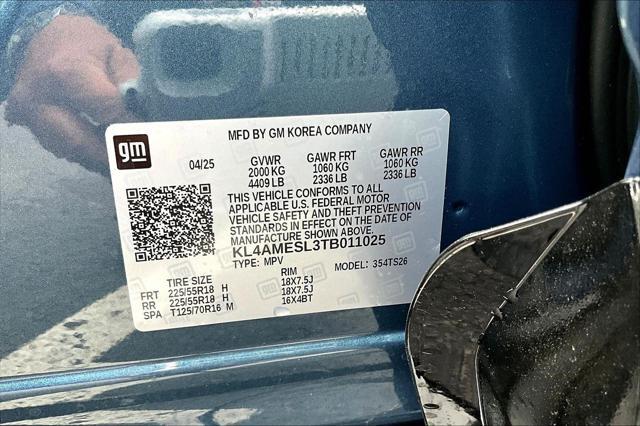 MFD BY GM KOREA COMPANY
gm
04/25 GVWR GAWR FRT GAWR RR
2000 KG 1060 KG 1060 KG
4409 LB 2336 LB 2336 LB
THIS VEHICLE CONFORMS TO ALL
APPLICABLE U.S. FEDERAL MOTOR
VEHICLE SAFETY AND THEFT PREVENTION
STANDARDS IN EFFECT ON THE DATE OF
MANUFACTURE SHOWN ABOVE.
KL4AMESL3TB011025
TYPE: MPV MODEL: 354TS26
TIRE SIZE RIM
FRT 225/55R18 H 18X7.5J
RR 225/55R18 H 18X7.5J
SPA T125/70R16 M 16X4BT